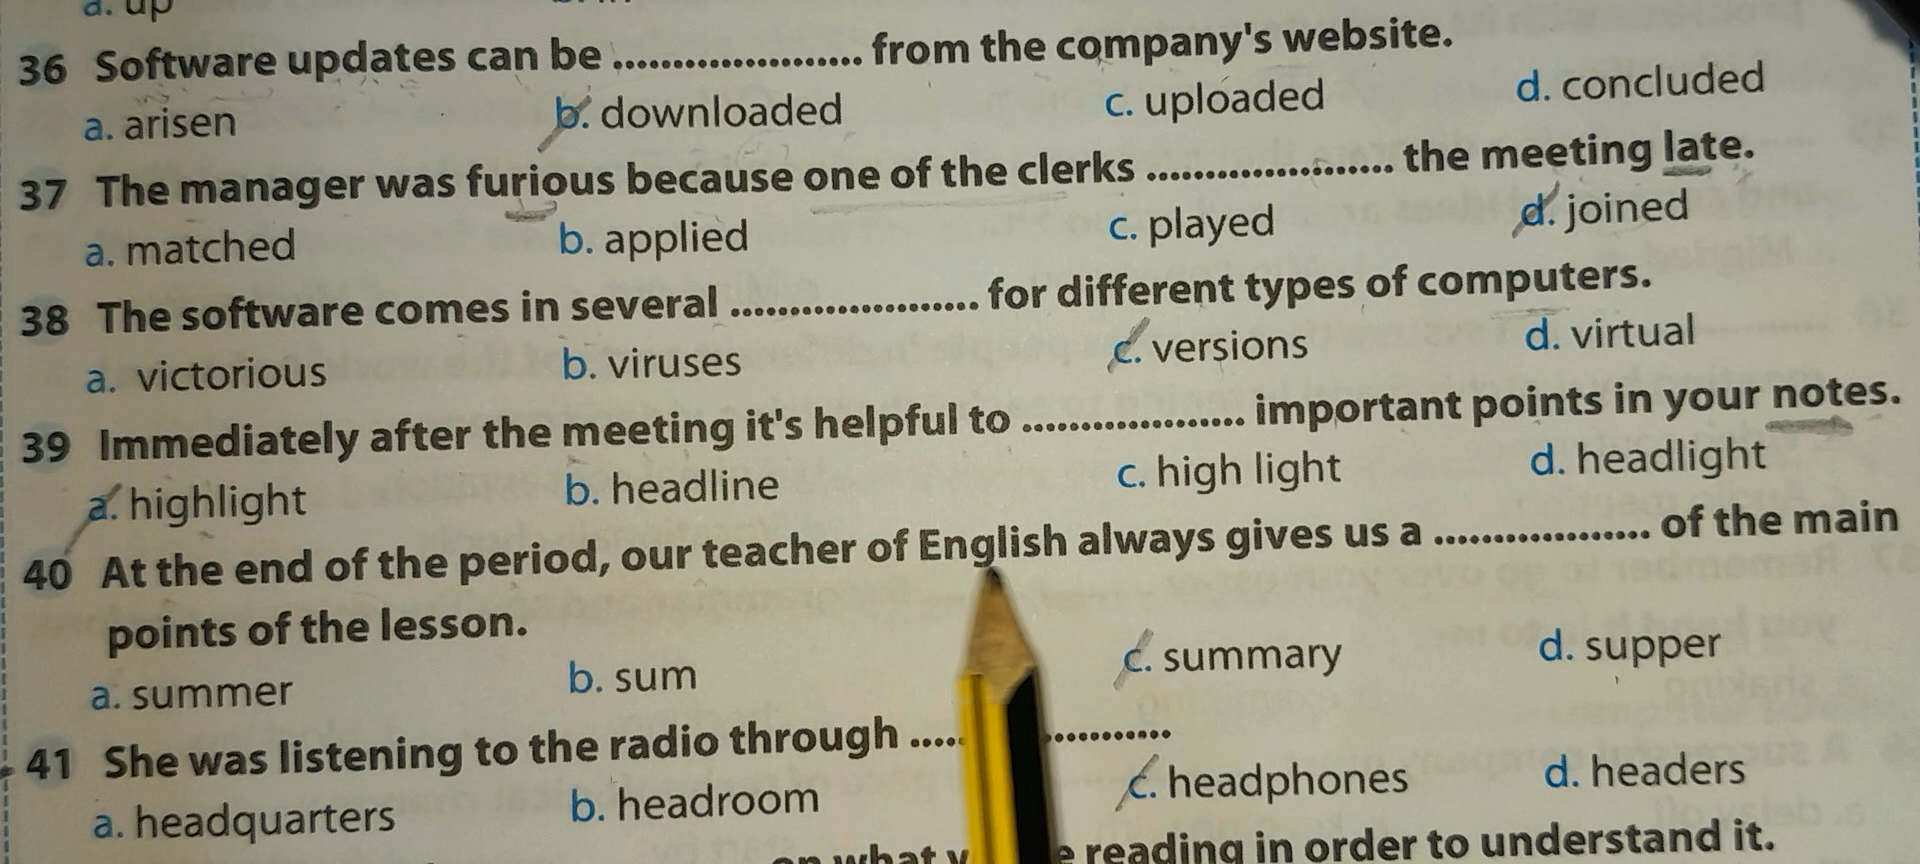 a. up
36 Software updates can be .................... from the company's website.
a. arisen b. downloaded c. uploaded d. concluded
37 The manager was furious because one of the clerks .................... the meeting late.
a. matched b. applied c. played d. joined
38 The software comes in several .................... for different types of computers.
a. victorious b. viruses c. versions d. virtual
39 Immediately after the meeting it's helpful to .................. important points in your notes.
a. highlight b. headline c. high light d. headlight
40 At the end of the period, our teacher of English always gives us a .................. of the main
points of the lesson.
a. summer b. sum c. summary d. supper
41 She was listening to the radio through ....................
a. headquarters b. headroom c. headphones d. headers
what reading in order to understand it.